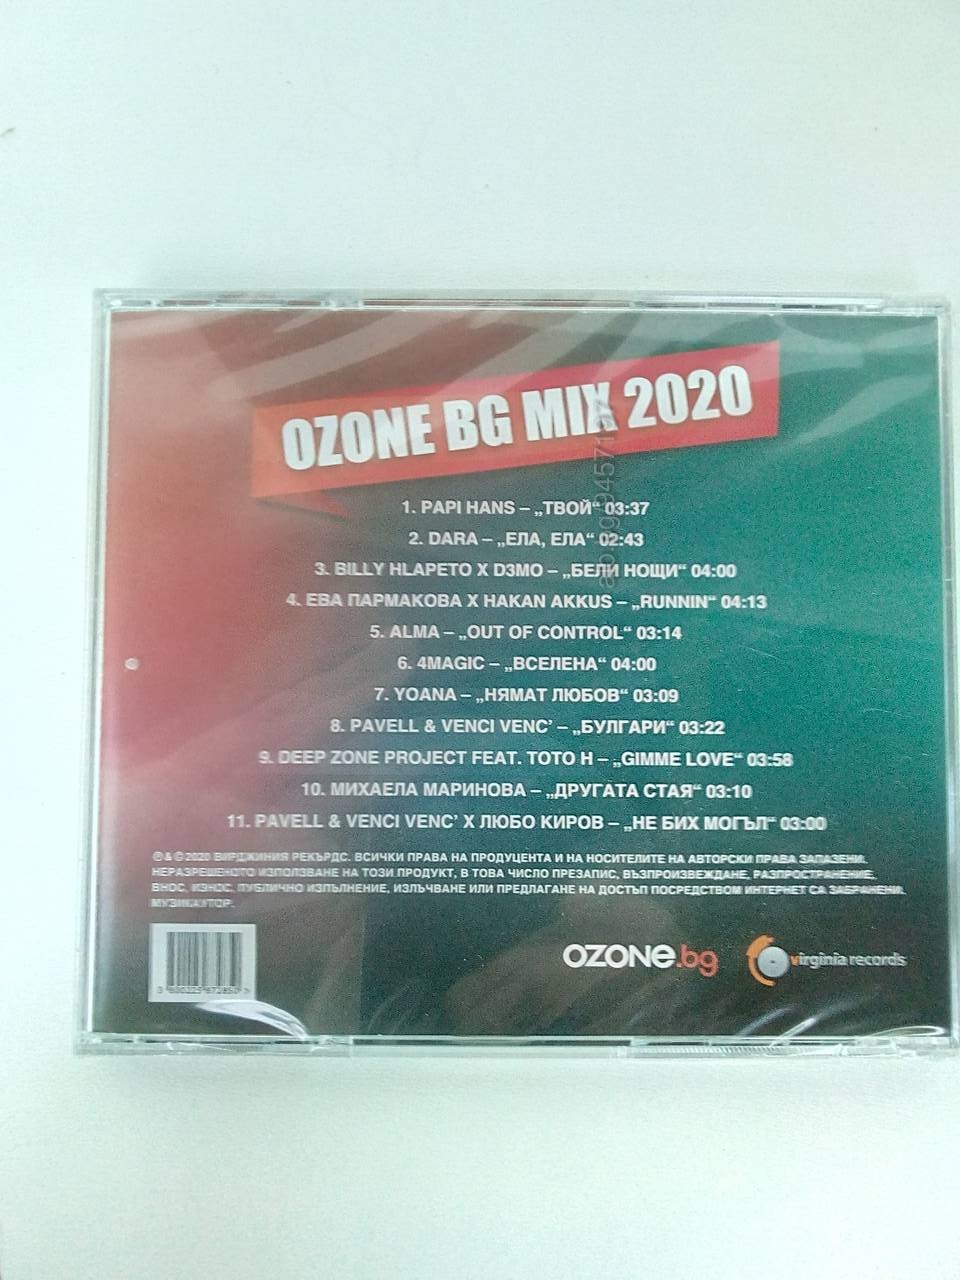 OZONE BG MIX 2020
1. PAPI HANS – „ТВОЙ“ 03:37
2. DARA – „ЕЛА, ЕЛА“ 02:43
3. BILLY HLAPETO X D3MO – „БЕЛИ НОЩИ“ 04:00
4. ЕВА ПАРМАКОВА X HAKAN AKKUS – „RUNNIN“ 04:13
5. ALMA – „OUT OF CONTROL“ 03:14
6. 4MAGIC – „ВСЕЛЕНА“ 04:00
7. YOANA – „НЯМАТ ЛЮБОВ“ 03:09
8. PAVELL & VENCI VENC’ – „БУЛГАРИ“ 03:22
9. DEEP ZONE PROJECT FEAT. TOTO H – „GIMME LOVE“ 03:58
10. МИХАЕЛА МАРИНОВА – „ДРУГАТА СТАЯ“ 03:10
11. PAVELL & VENCI VENC’ X ЛЮБО КИРОВ – „НЕ БИХ МОГЪЛ“ 03:00
℗ & © 2020 ВИРДЖИНИЯ РЕКЪРДС. ВСИЧКИ ПРАВА НА ПРОДУЦЕНТА И НА НОСИТЕЛИТЕ НА АВТОРСКИ ПРАВА ЗАПАЗЕНИ.
НЕРАЗРЕШЕНОТО ИЗПОЛЗВАНЕ НА ТОЗИ ПРОДУКТ, В ТОВА ЧИСЛО ПРЕЗАПИС, ВЪЗПРОИЗВЕЖДАНЕ, РАЗПРОСТРАНЕНИЕ,
ВНОС, ИЗНОС, ПУБЛИЧНО ИЗПЪЛНЕНИЕ, ИЗЛЪЧВАНЕ ИЛИ ПРЕДЛАГАНЕ НА ДОСТЪП ПОСРЕДСТВОМ ИНТЕРНЕТ СА ЗАБРАНЕНИ.
МУЗИКАУТОР.
OZONE.bg
virginia records